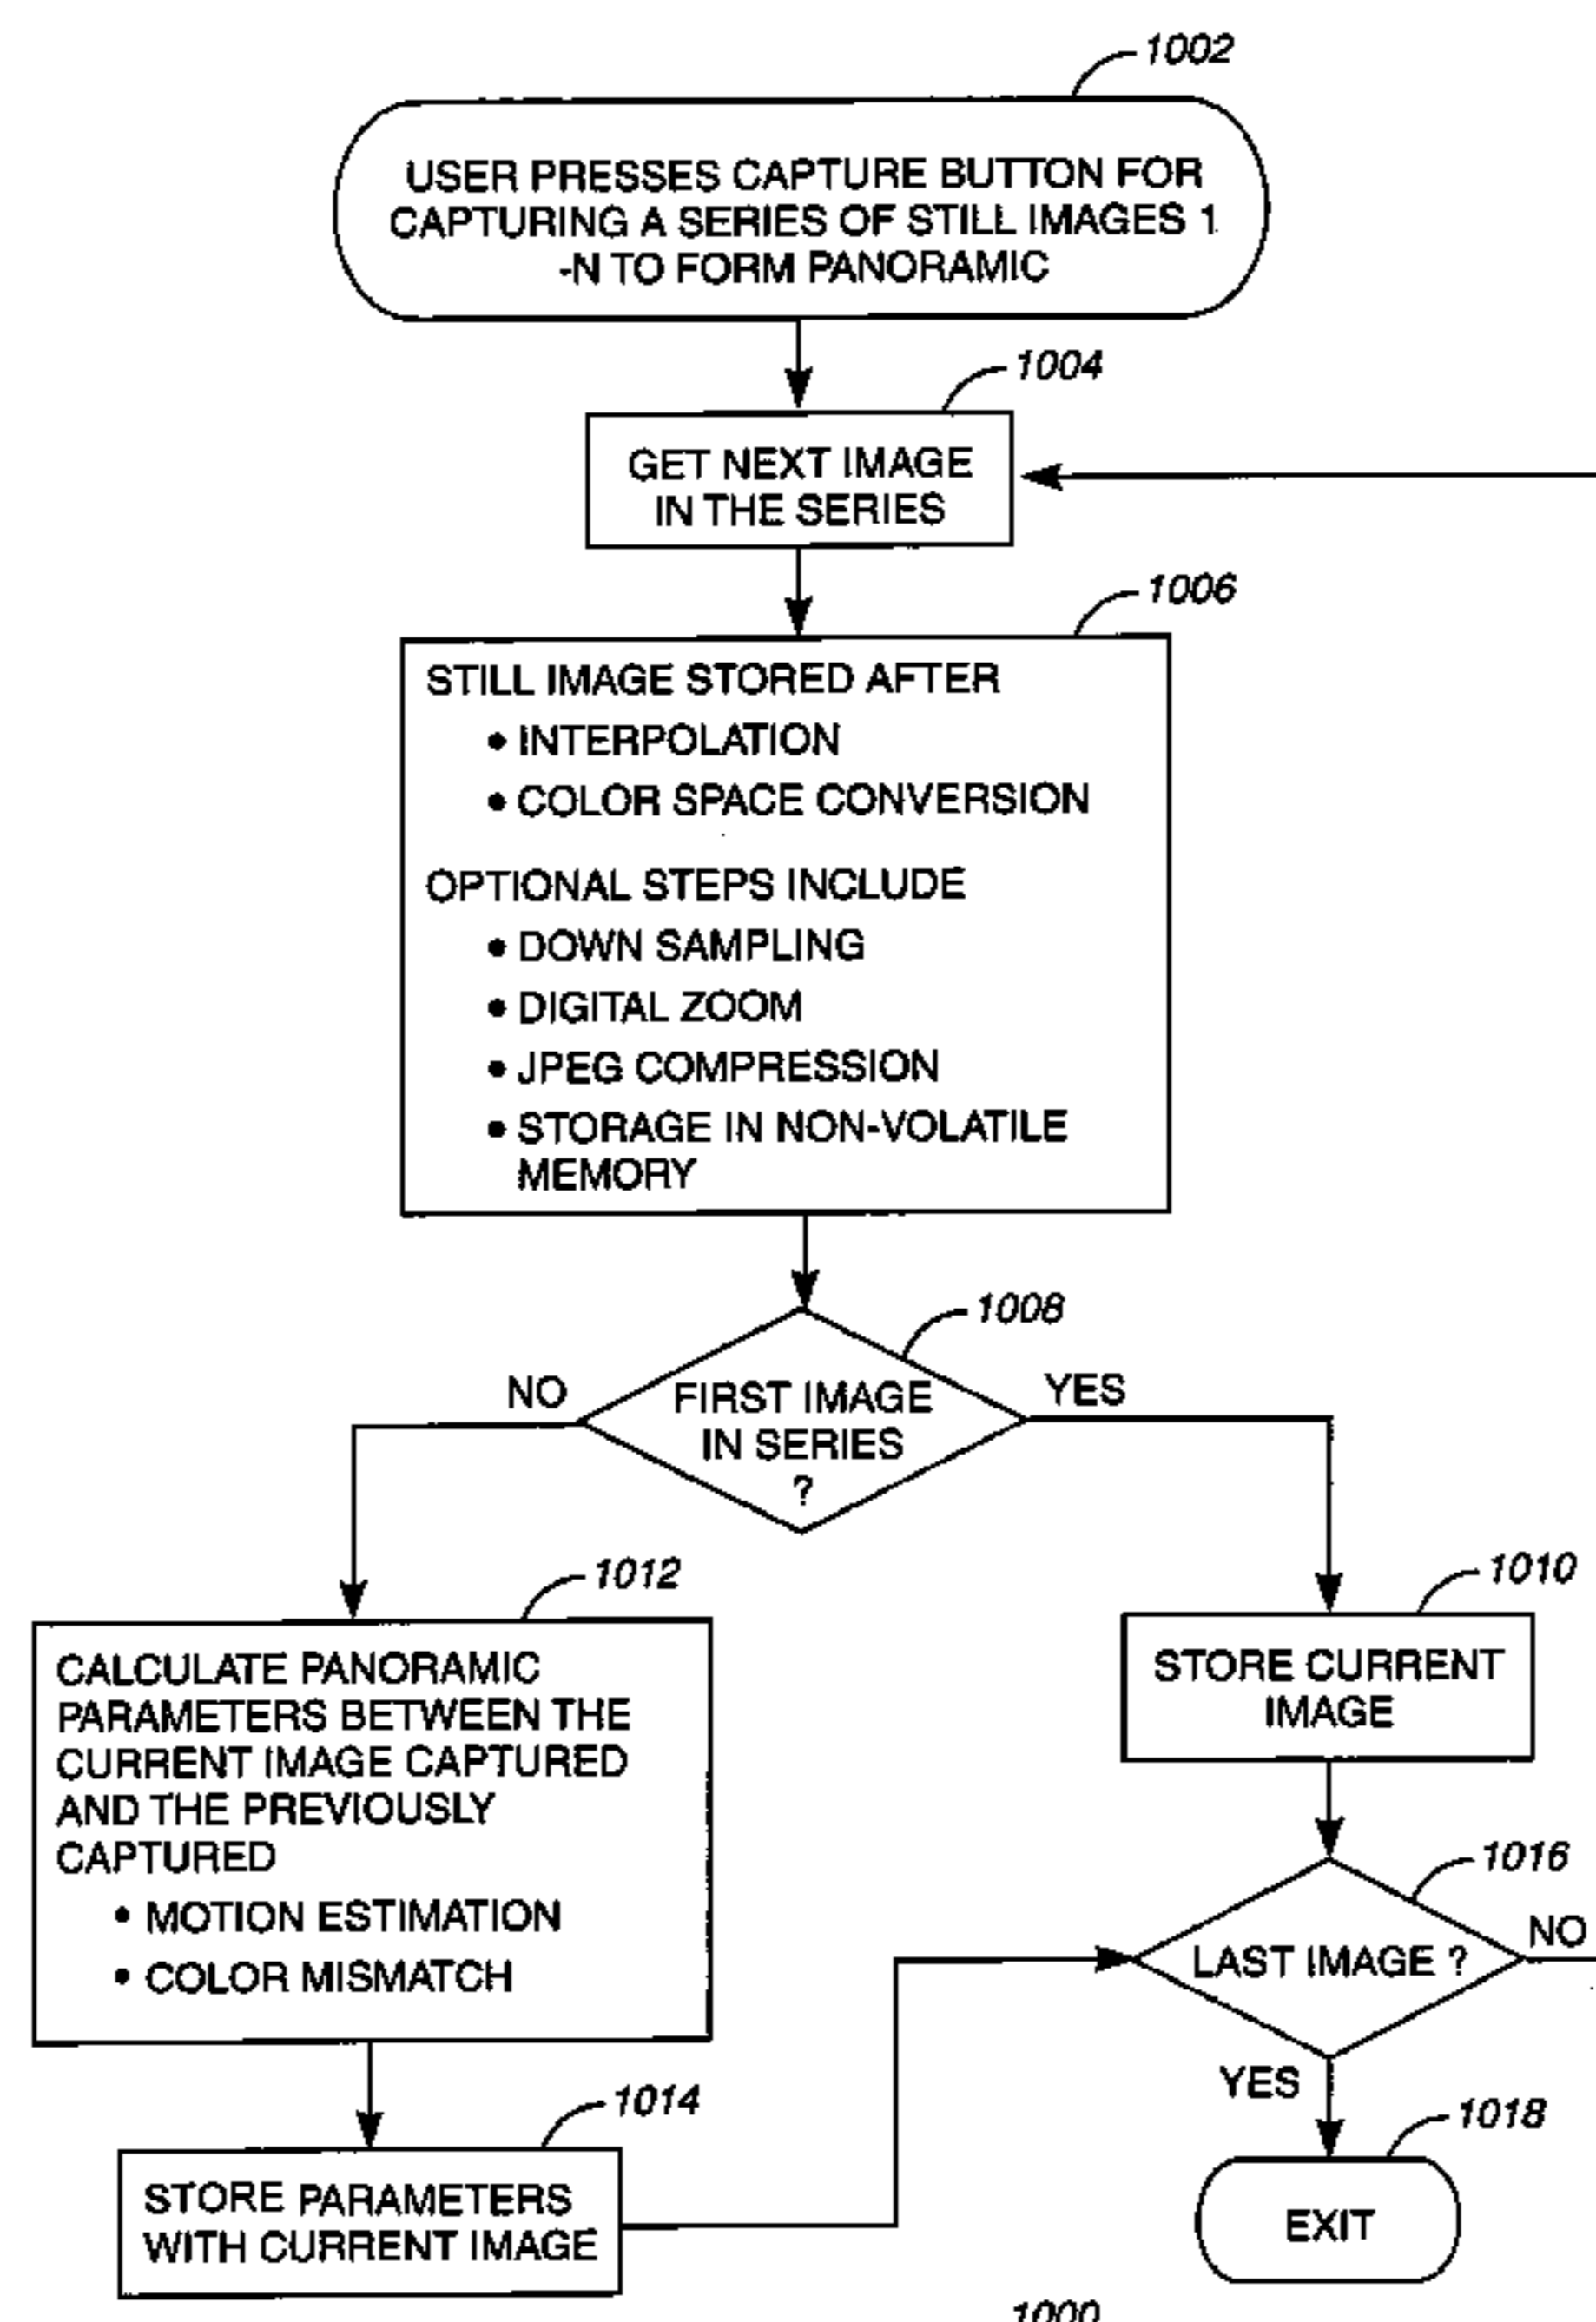 1002
USER PRESSES CAPTURE BUTTON FOR
CAPTURING A SERIES OF STILL IMAGES 1
-N TO FORM PANORAMIC
1004
GET NEXT IMAGE
IN THE SERIES
1006
STILL IMAGE STORED AFTER
• INTERPOLATION
• COLOR SPACE CONVERSION
OPTIONAL STEPS INCLUDE
• DOWN SAMPLING
• DIGITAL ZOOM
• JPEG COMPRESSION
• STORAGE IN NON-VOLATILE
MEMORY
1008
NO
FIRST IMAGE
IN SERIES
?
YES
1012
CALCULATE PANORAMIC
PARAMETERS BETWEEN THE
CURRENT IMAGE CAPTURED
AND THE PREVIOUSLY
CAPTURED
• MOTION ESTIMATION
• COLOR MISMATCH
1010
STORE CURRENT
IMAGE
1016
LAST IMAGE ?
NO
YES
1014
STORE PARAMETERS
WITH CURRENT IMAGE
1018
EXIT
1000